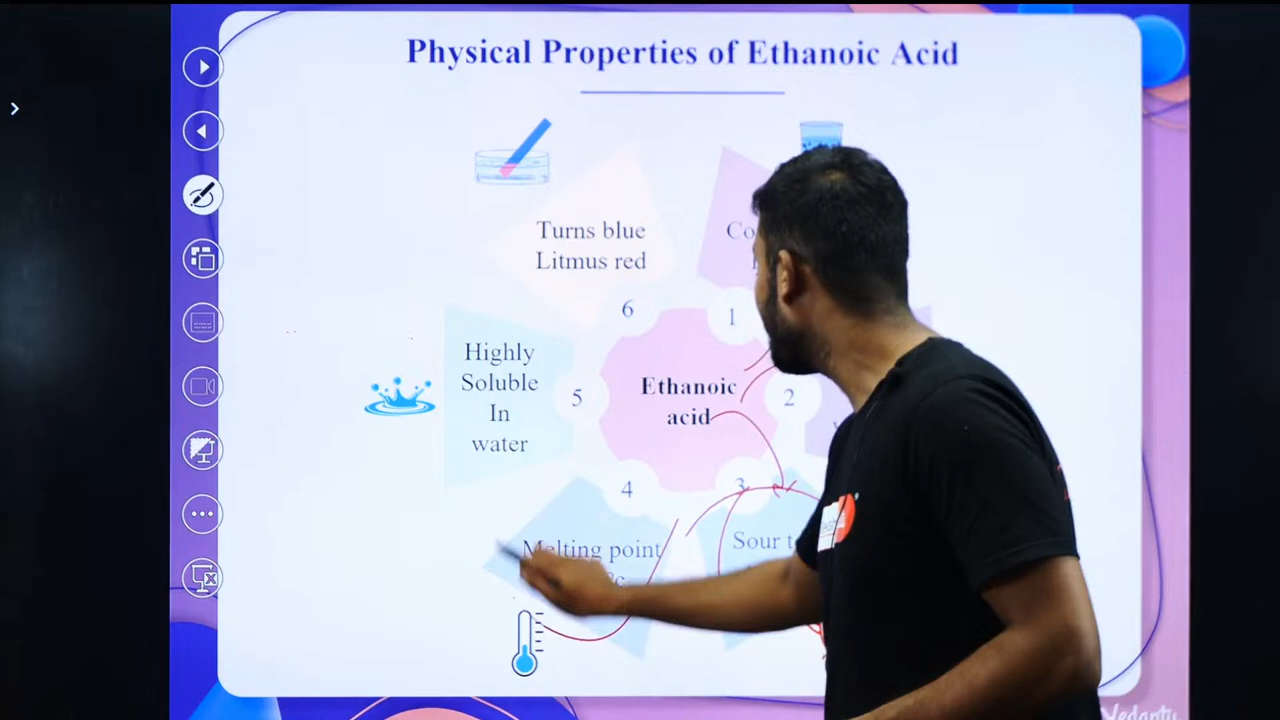 Physical Properties of Ethanoic Acid
Turns blue
Litmus red
6
1
Highly
Soluble
In
water
5
Ethanoic
acid
2
4
3
Melting point
Sour
Vedantu